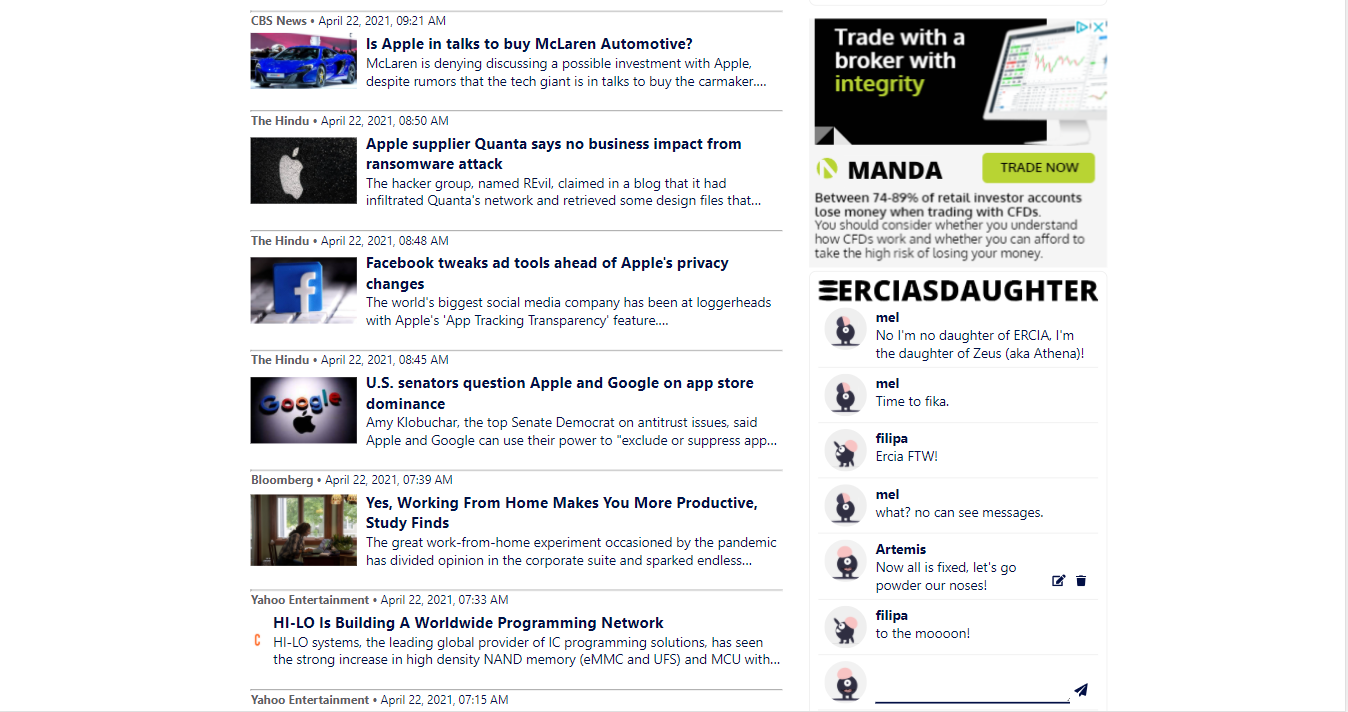 CBS News • April 22, 2021, 09:21 AM
Is Apple in talks to buy McLaren Automotive?
McLaren is denying discussing a possible investment with Apple,
despite rumors that the tech giant is in talks to buy the carmaker....
The Hindu • April 22, 2021, 08:50 AM
Apple supplier Quanta says no business impact from
ransomware attack
The hacker group, named REvil, claimed in a blog that it had
infiltrated Quanta's network and retrieved some design files that...
The Hindu • April 22, 2021, 08:48 AM
Facebook tweaks ad tools ahead of Apple's privacy
changes
The world's biggest social media company has been at loggerheads
with Apple's 'App Tracking Transparency' feature....
The Hindu • April 22, 2021, 08:45 AM
Google
U.S. senators question Apple and Google on app store
dominance
Amy Klobuchar, the top Senate Democrat on antitrust issues, said
Apple and Google can use their power to "exclude or suppress app...
Bloomberg • April 22, 2021, 07:39 AM
Yes, Working From Home Makes You More Productive,
Study Finds
The great work-from-home experiment occasioned by the pandemic
has divided opinion in the corporate suite and sparked endless...
Yahoo Entertainment • April 22, 2021, 07:33 AM
C
HI-LO Is Building A Worldwide Programming Network
HI-LO systems, the leading global provider of IC programming solutions, has seen
the strong increase in high density NAND memory (eMMC and UFS) and MCU with...
Yahoo Entertainment • April 22, 2021, 07:15 AM
Trade with a
broker with
integrity
N MANDA
TRADE NOW
Between 74-89% of retail investor accounts
lose money when trading with CFDs.
You should consider whether you understand
how CFDs work and whether you can afford to
take the high risk of losing your money.
ERCIASDAUGHTER
mel
No I'm no daughter of ERCIA, I'm
the daughter of Zeus (aka Athena)!
mel
Time to fika.
filipa
Ercia FTW!
mel
what? no can see messages.
Artemis
Now all is fixed, let's go
powder our noses!
filipa
to the moooon!